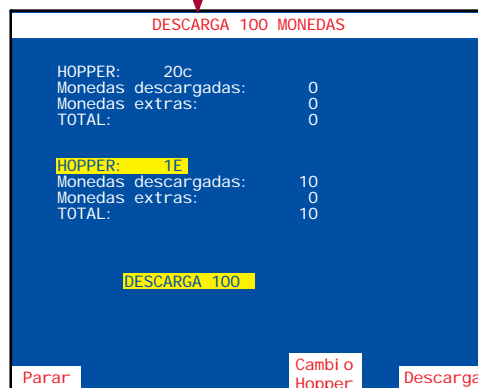 DESCARGA 100 MONEDAS
HOPPER: 20c
Monedas descargadas: 0
Monedas extras: 0
TOTAL: 0
HOPPER: 1E
Monedas descargadas: 10
Monedas extras: 0
TOTAL: 10
DESCARGA 100
Parar
Cambio
Hopper
Descarga